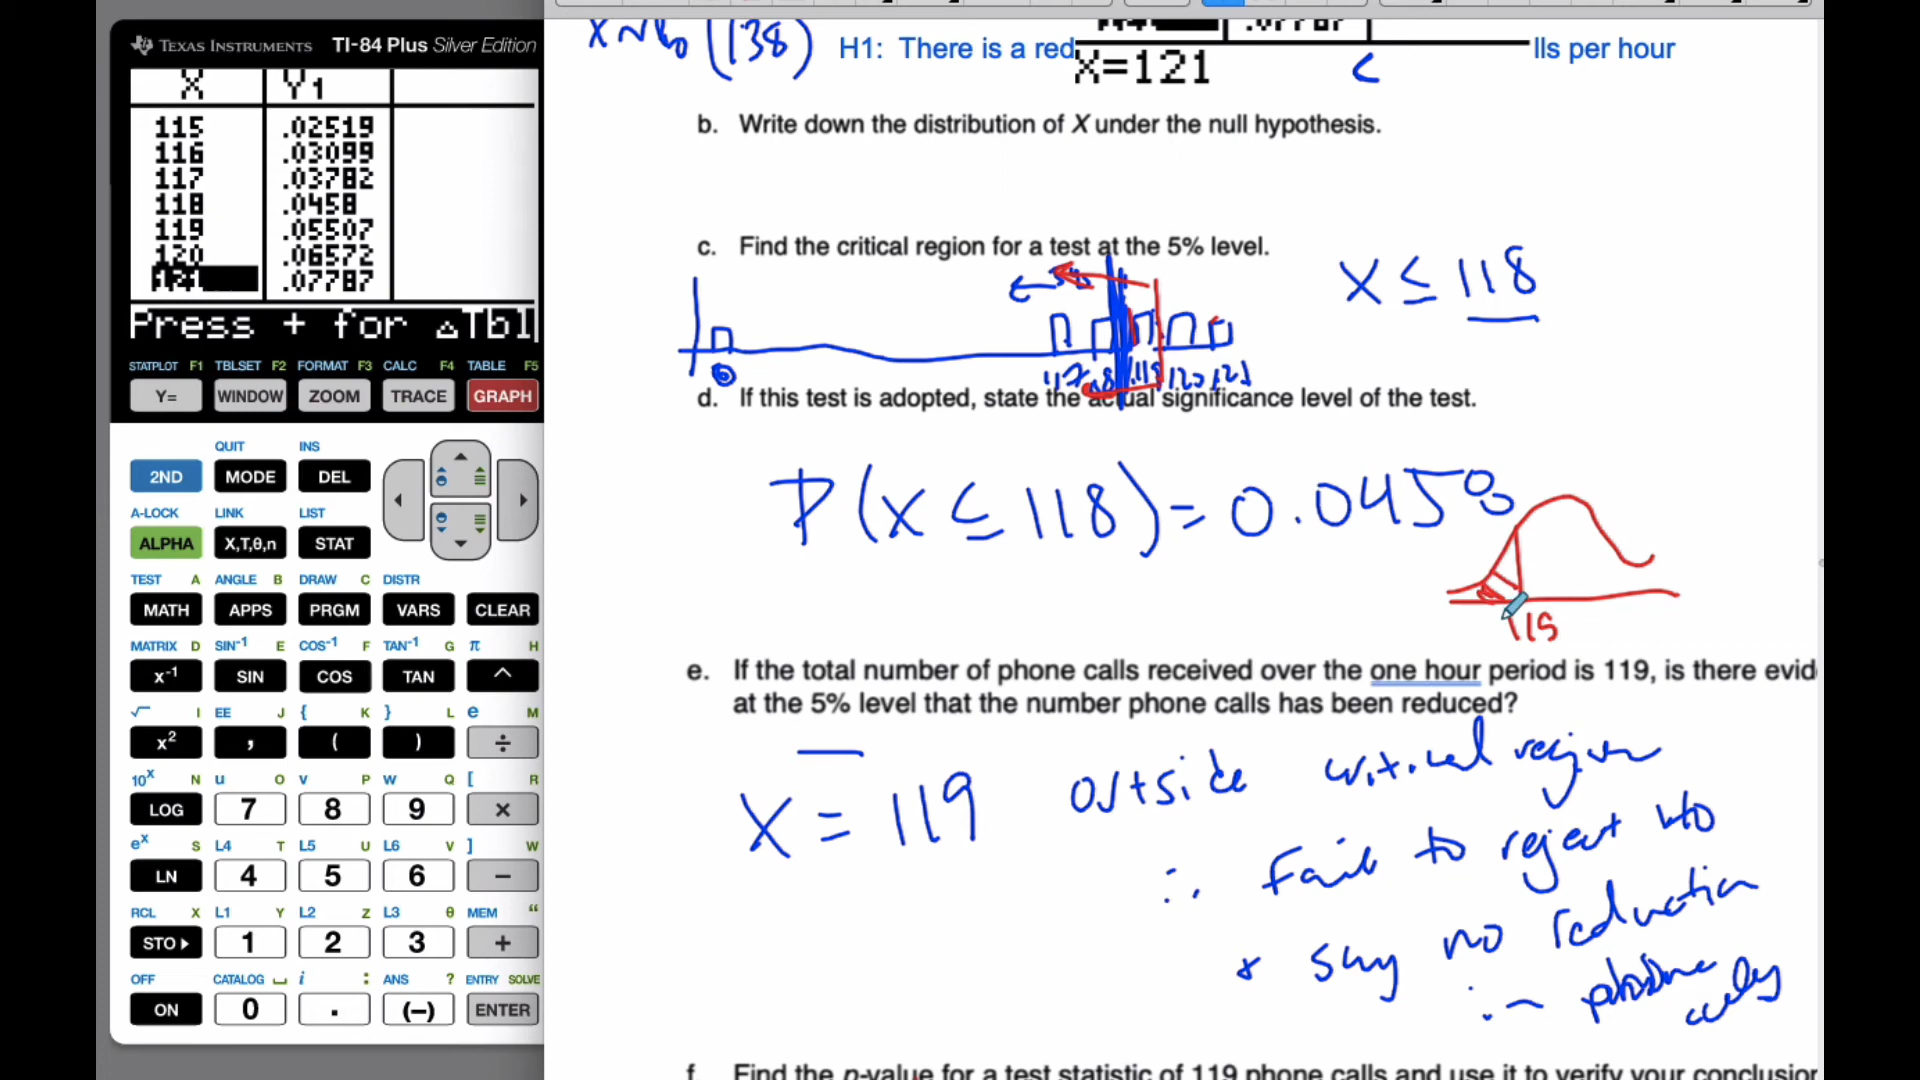 TEXAS INSTRUMENTS TI-84 Plus Silver Edition
X Y1
115 .02519
116 .03099
117 .03782
118 .0458
119 .05507
120 .06572
121 .07787
Press + for △Tbl
STATPLOT F1 TBLSET F2 FORMAT F3 CALC F4 TABLE F5
Y= WINDOW ZOOM TRACE GRAPH
QUIT INS
2ND MODE DEL
A-LOCK LINK LIST
ALPHA X,T,θ,n STAT
TEST A ANGLE B DRAW C DISTR
MATH APPS PRGM VARS CLEAR
MATRIX D SIN-1 E COS-1 F TAN-1 G π H
x-1 SIN COS TAN ^
√ I EE J { K } L e M
x2 , ( ) ÷
10x N u O v P w Q [ R
LOG 7 8 9 ×
ex S L4 T L5 U L6 V ] W
LN 4 5 6 −
RCL X L1 Y L2 Z L3 θ MEM “
STO▶ 1 2 3 +
OFF CATALOG ⎵ i : ANS ? ENTRY SOLVE
ON 0 . (−) ENTER
(138)
H1: There is a red
X=121
lls per hour
<
b. Write down the distribution of X under the null hypothesis.
c. Find the critical region for a test at the 5% level.
X ≤ 118
0 117 118 119 120 121
d. If this test is adopted, state the actual significance level of the test.
P(X ≤ 118) = 0.0458
e. If the total number of phone calls received over the one hour period is 119, is there evid
at the 5% level that the number phone calls has been reduced?
X = 119 outside critical region
∴ Fail to reject H0
say no reduction
in phone
calls
f. Find the p-value for a test statistic of 119 phone calls and use it to verify your conclusion